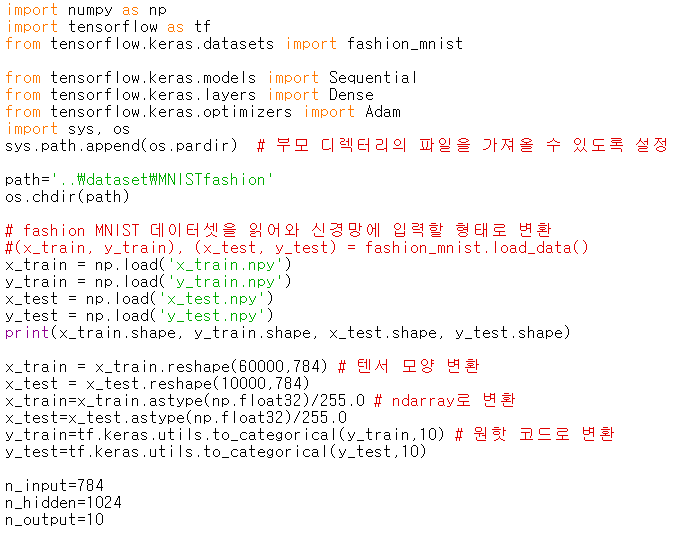 import numpy as np
import tensorflow as tf
from tensorflow.keras.datasets import fashion_mnist
from tensorflow.keras.models import Sequential
from tensorflow.keras.layers import Dense
from tensorflow.keras.optimizers import Adam
import sys, os
sys.path.append(os.pardir)  # 부모 디렉터리의 파일을 가져올 수 있도록 설정
path='..₩dataset₩MNISTfashion'
os.chdir(path)
# fashion MNIST 데이터셋을 읽어와 신경망에 입력할 형태로 변환
#(x_train, y_train), (x_test, y_test) = fashion_mnist.load_data()
x_train = np.load('x_train.npy')
y_train = np.load('y_train.npy')
x_test = np.load('x_test.npy')
y_test = np.load('y_test.npy')
print(x_train.shape, y_train.shape, x_test.shape, y_test.shape)
x_train = x_train.reshape(60000,784) # 텐서 모양 변환
x_test = x_test.reshape(10000,784)
x_train=x_train.astype(np.float32)/255.0 # ndarray로 변환
x_test=x_test.astype(np.float32)/255.0
y_train=tf.keras.utils.to_categorical(y_train,10) # 원핫 코드로 변환
y_test=tf.keras.utils.to_categorical(y_test,10)
n_input=784
n_hidden=1024
n_output=10